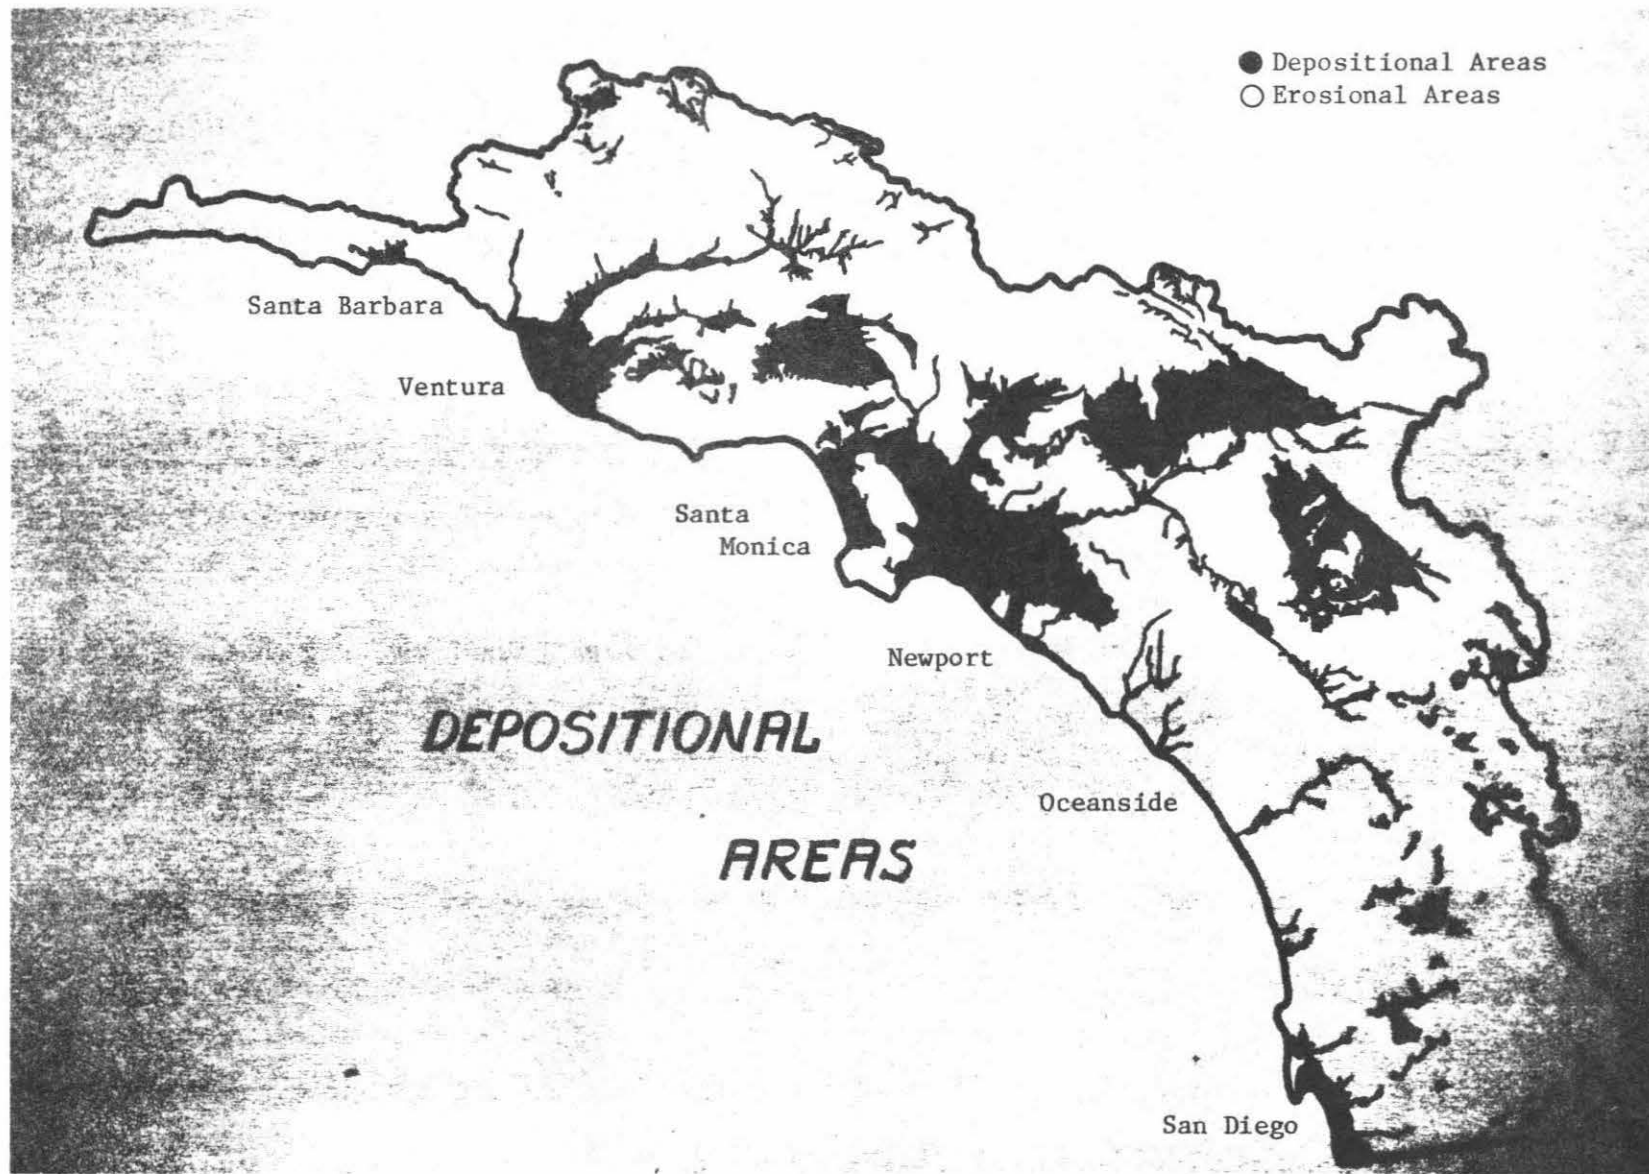 Depositional Areas
Erosional Areas
Santa Barbara
Ventura
Santa
Monica
Newport
DEPOSITIONAL
Oceanside
AREAS
San Diego